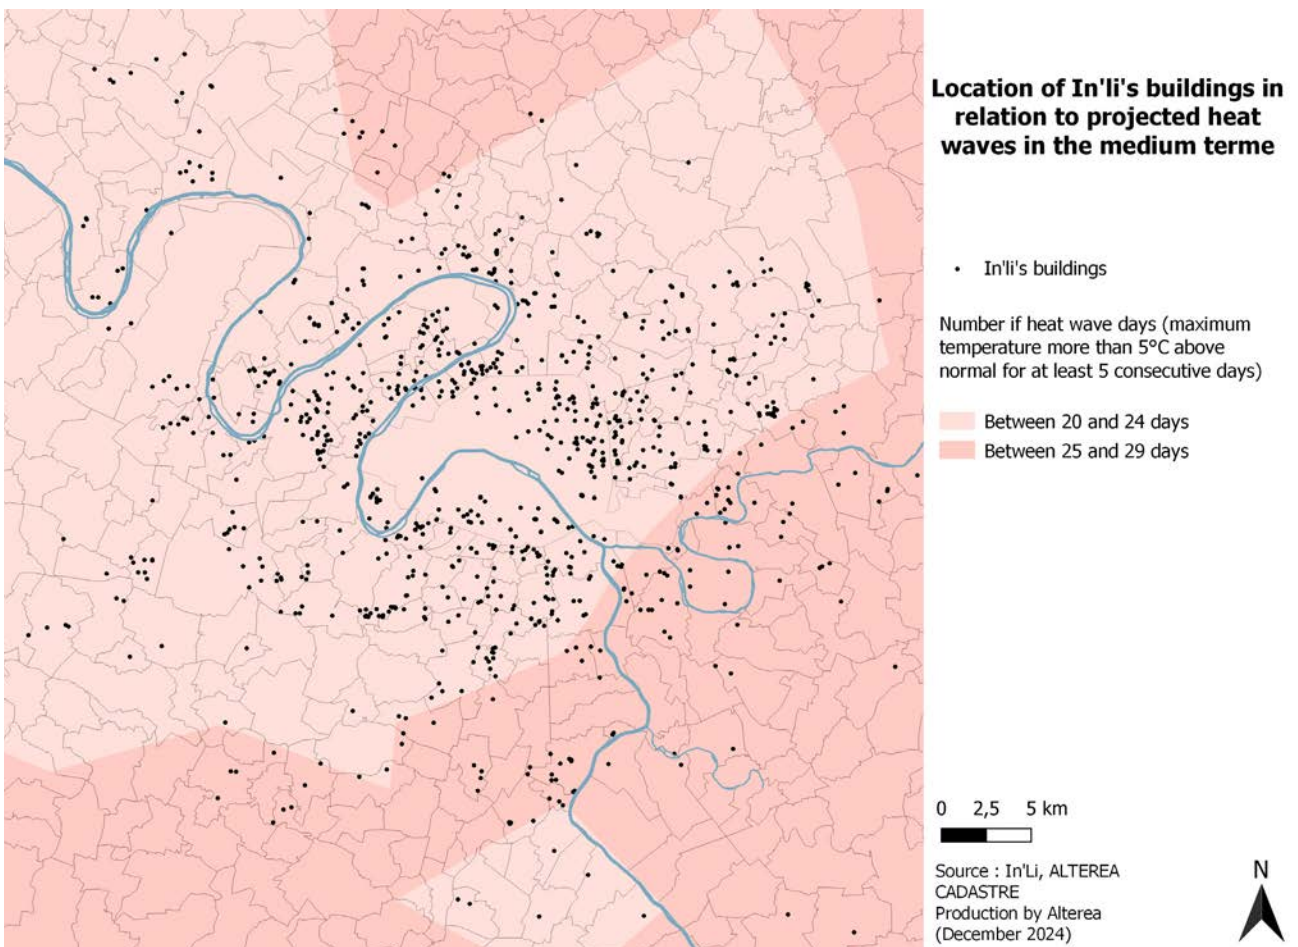 Location of In'li's buildings in
relation to projected heat
waves in the medium terme
In'li's buildings
Number if heat wave days (maximum
temperature more than 5°C above
normal for at least 5 consecutive days)
Between 20 and 24 days
Between 25 and 29 days
0 2,5 5 km
Source : In'Li, ALTEREA
CADASTRE
Production by Alterea
(December 2024)
N